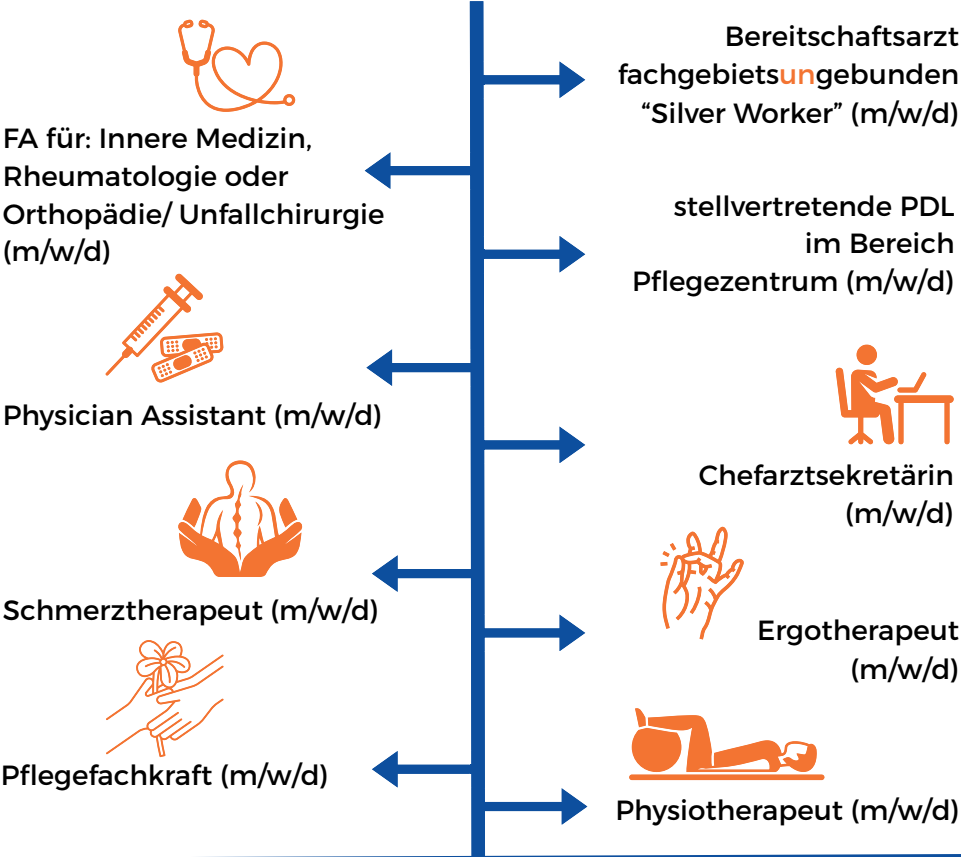 FA für: Innere Medizin,
Rheumatologie oder
Orthopädie/ Unfallchirurgie
(m/w/d)
Physician Assistant (m/w/d)
Schmerztherapeut (m/w/d)
Pflegefachkraft (m/w/d)
Bereitschaftsarzt
fachgebietsungebunden
“Silver Worker” (m/w/d)
stellvertretende PDL
im Bereich
Pflegezentrum (m/w/d)
Chefarztsekretärin
(m/w/d)
Ergotherapeut
(m/w/d)
Physiotherapeut (m/w/d)